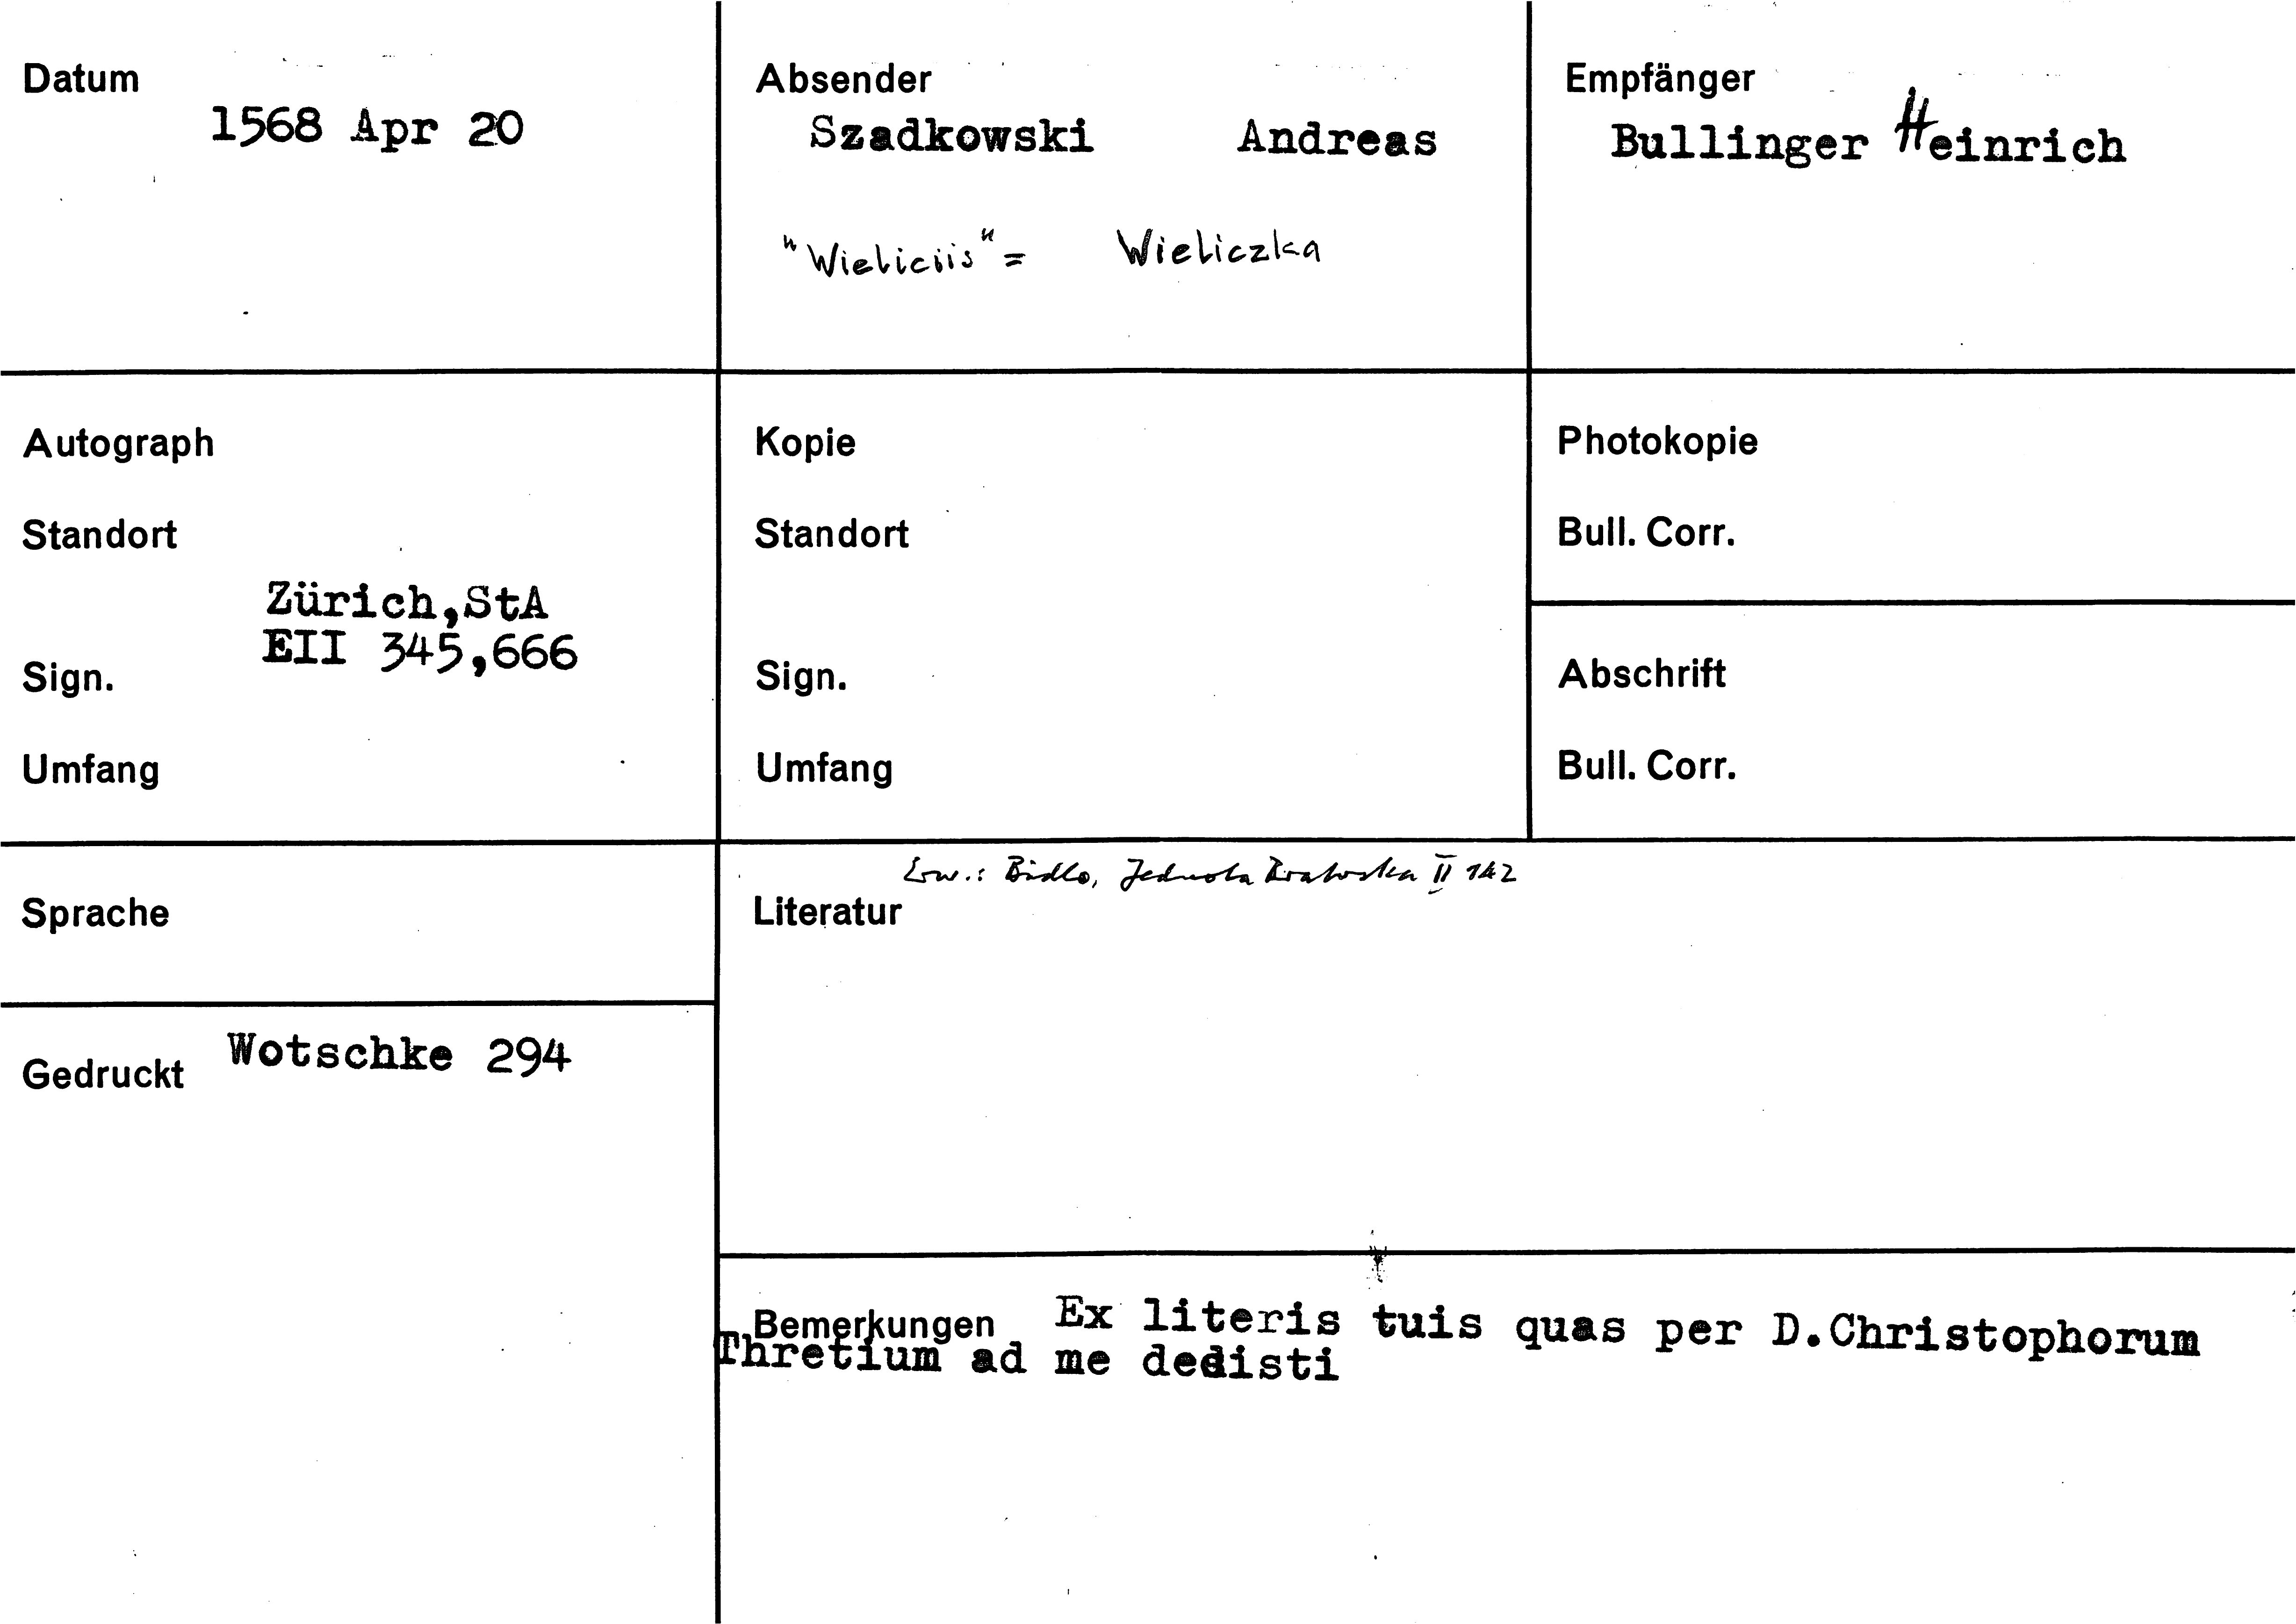 Datum
1568 Apr 20
Absender
Szadkowski Andreas
"Wieliciis" = Wieliczka
Empfänger
Bullinger Heinrich
Autograph
Standort
Zürich,StA
EII 345,666
Sign.
Umfang
Kopie
Standort
Sign.
Umfang
Photokopie
Bull. Corr.
Abschrift
Bull. Corr.
Sprache
Gedruckt Wotschke 294
Erw.: Bidlo, Jednota Bratrska II 142
Literatur
Bemerkungen Ex literis tuis quas per D.Christophorum
Thretium ad me dedisti